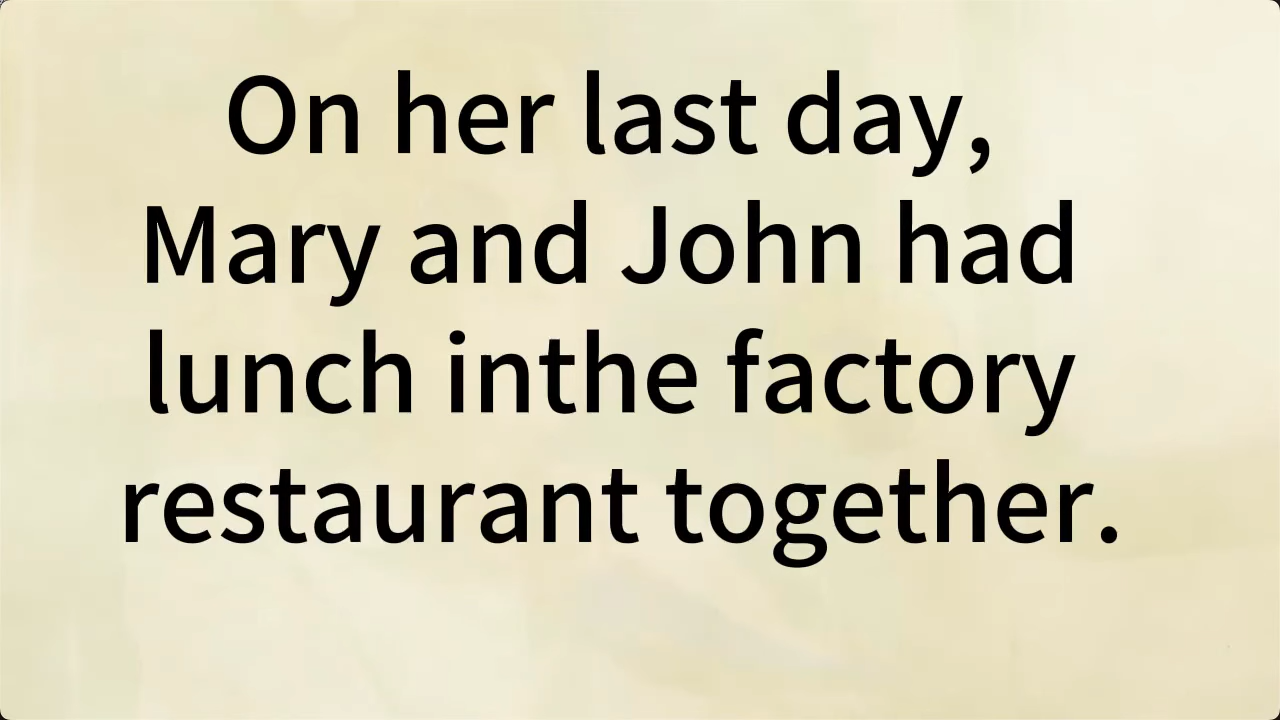 On her last day,
Mary and John had
lunch inthe factory
restaurant together.